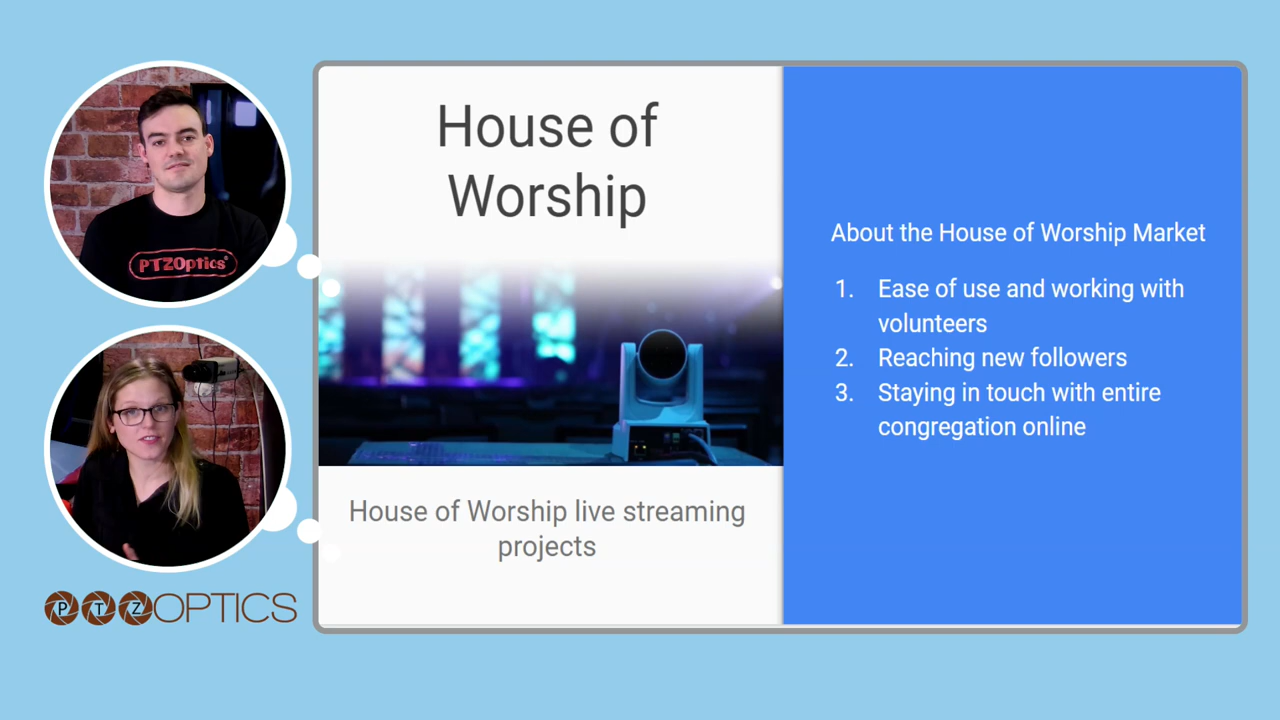 PTZOptics®
PTZOPTICS
House of
Worship
House of Worship live streaming
projects
About the House of Worship Market
1. Ease of use and working with
volunteers
2. Reaching new followers
3. Staying in touch with entire
congregation online